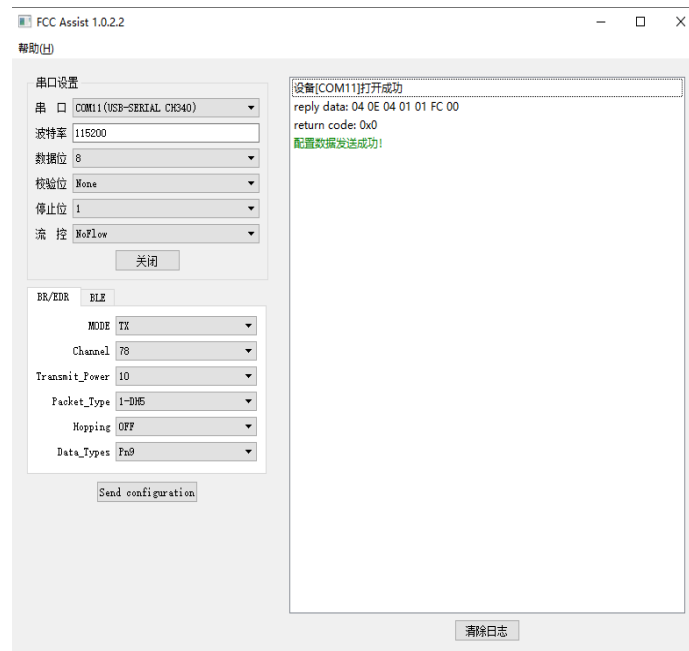 FCC Assist 1.0.2.2
帮助(H)
串口设置
串 口 COM11(USB-SERIAL CH340)
波特率 115200
数据位 8
校验位 None
停止位 1
流 控 NoFlow
关闭
BR/EDR BLE
MODE TX
Channel 78
Transmit_Power 10
Packet_Type 1-DH5
Hopping OFF
Data_Types Pn9
Send configuration
设备[COM11]打开成功
reply data: 04 0E 04 01 01 FC 00
return code: 0x0
配置数据发送成功!
清除日志